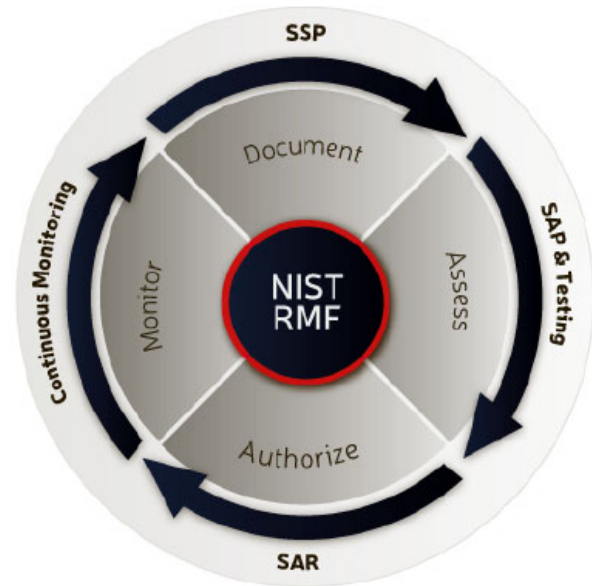 SSP
Document
SAP & Testing
Assess
NIST
RMF
Authorize
SAR
Monitor
Continuous Monitoring